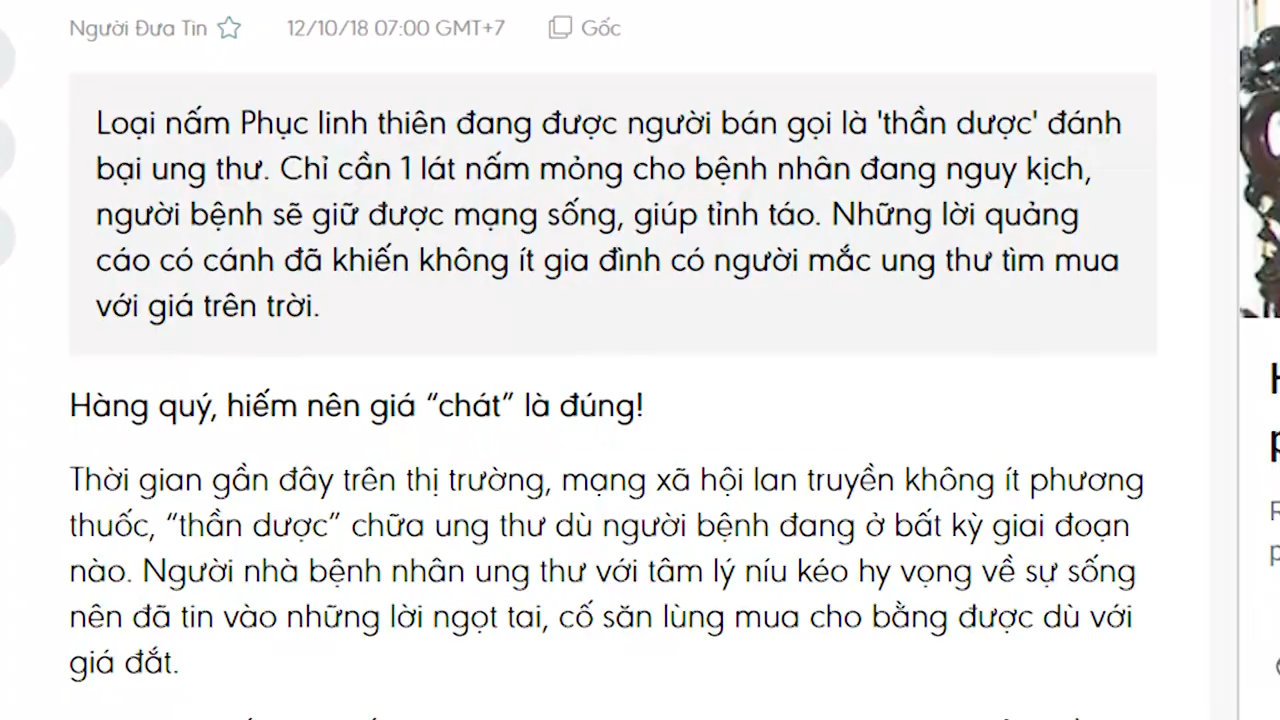 Người Đưa Tin 12/10/18 07:00 GMT+7 Gốc
Loại nấm Phục linh thiên đang được người bán gọi là 'thần dược' đánh
bại ung thư. Chỉ cần 1 lát nấm mỏng cho bệnh nhân đang nguy kịch,
người bệnh sẽ giữ được mạng sống, giúp tỉnh táo. Những lời quảng
cáo có cánh đã khiến không ít gia đình có người mắc ung thư tìm mua
với giá trên trời.
Hàng quý, hiếm nên giá “chát” là đúng!
Thời gian gần đây trên thị trường, mạng xã hội lan truyền không ít phương
thuốc, “thần dược” chữa ung thư dù người bệnh đang ở bất kỳ giai đoạn
nào. Người nhà bệnh nhân ung thư với tâm lý níu kéo hy vọng về sự sống
nên đã tin vào những lời ngọt tai, cố săn lùng mua cho bằng được dù với
giá đắt.